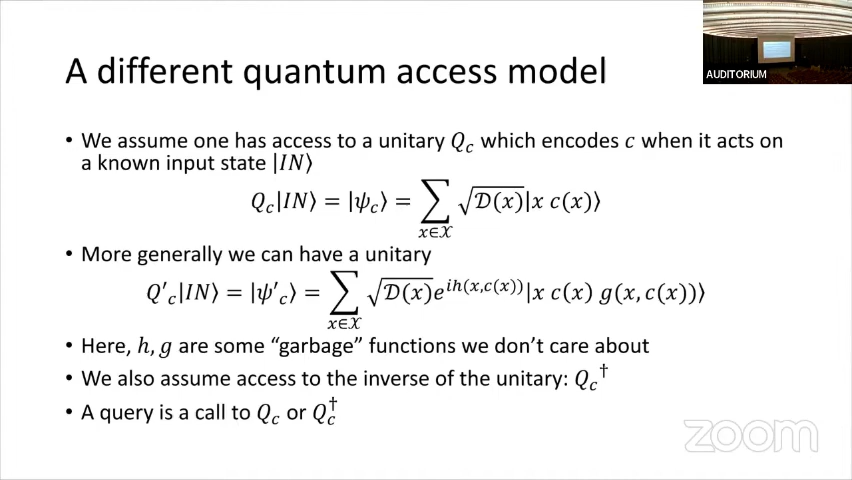 AUDITORIUM
A different quantum access model
• We assume one has access to a unitary Q_c which encodes c when it acts on
a known input state |IN⟩
Q_c|IN⟩ = |ψ_c⟩ = ∑_{x∈𝒳} √𝒟(x)|x c(x)⟩
• More generally we can have a unitary
Q′_c|IN⟩ = |ψ′_c⟩ = ∑_{x∈𝒳} √𝒟(x)e^{ih(x,c(x))}|x c(x) g(x, c(x))⟩
• Here, h, g are some “garbage” functions we don’t care about
• We also assume access to the inverse of the unitary: Q_c^†
• A query is a call to Q_c or Q_c^†
zoom